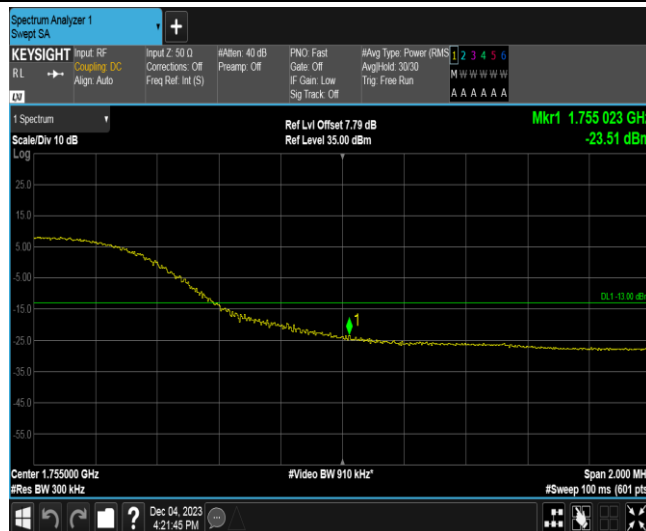 Spectrum Analyzer 1
Swept SA
KEYSIGHT
RL
Input: RF
Coupling: DC
Align: Auto
Input Z: 50 Ω
Corrections: Off
Freq Ref: Int (S)
#Atten: 40 dB
Preamp: Off
PNO: Fast
Gate: Off
IF Gain: Low
Sig Track: Off
#Avg Type: Power (RMS
Avg|Hold: 30/30
Trig: Free Run
1 2 3 4 5 6
M W W W W W
A A A A A A
1 Spectrum
Scale/Div 10 dB
Log
Ref Lvl Offset 7.79 dB
Ref Level 35.00 dBm
Mkr1 1.755 023 GHz
-23.51 dBm
25.0
15.0
5.00
-5.00
-15.0
-25.0
-35.0
-45.0
-55.0
DL1 -13.00 dBm
1
Center 1.755000 GHz
#Res BW 300 kHz
#Video BW 910 kHz*
Span 2.000 MH
#Sweep 100 ms (601 pts
?
Dec 04, 2023
4:21:45 PM